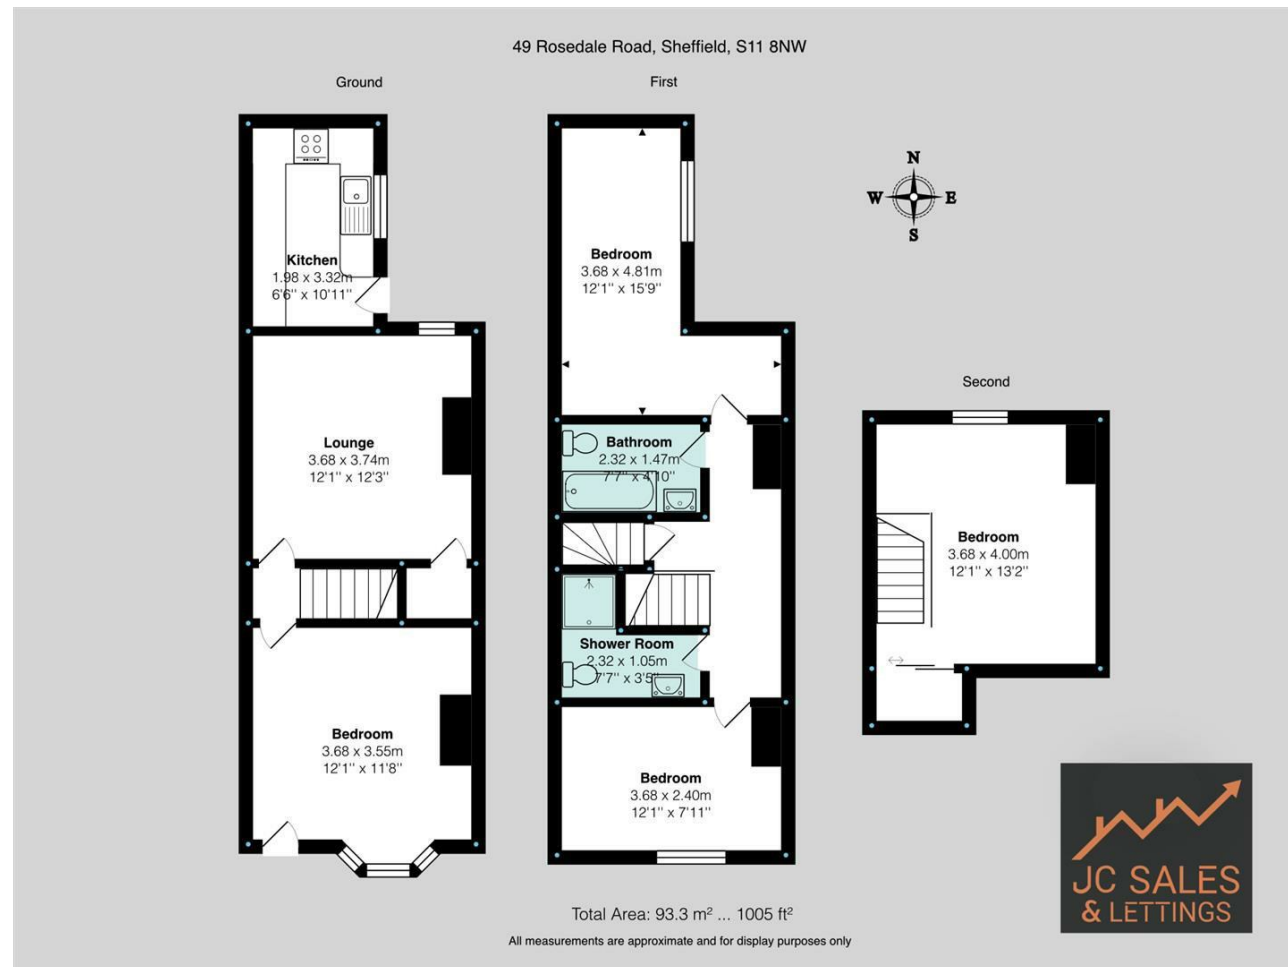 49 Rosedale Road, Sheffield, S11 8NW
Ground
First
N
W
E
S
Kitchen
1.98 x 3.32m
6'6'' x 10'11''
Bedroom
3.68 x 4.81m
12'1'' x 15'9''
Second
Lounge
3.68 x 3.74m
12'1'' x 12'3''
Bathroom
2.32 x 1.47m
7'7'' x 4'10''
Bedroom
3.68 x 4.00m
12'1'' x 13'2''
Shower Room
2.32 x 1.05m
7'7'' x 3'5''
Bedroom
3.68 x 3.55m
12'1'' x 11'8''
Bedroom
3.68 x 2.40m
12'1'' x 7'11''
JC SALES
& LETTINGS
Total Area: 93.3 m² ... 1005 ft²
All measurements are approximate and for display purposes only